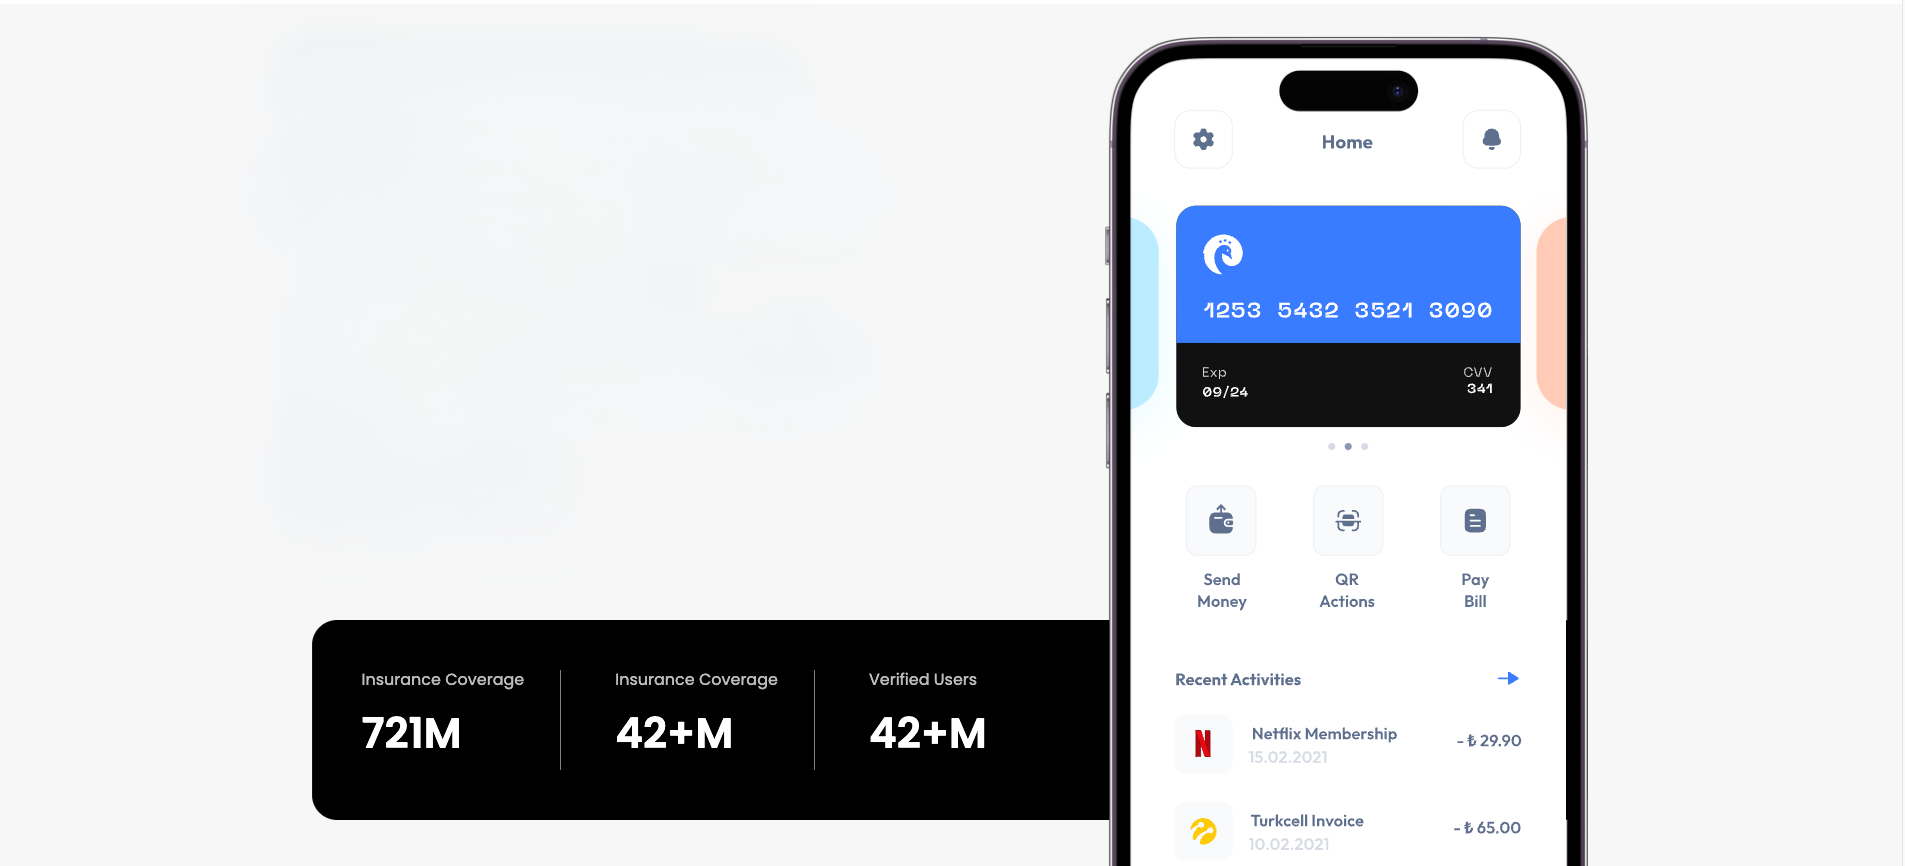 Home
1253 5432 3521 3090
Exp
CVV
09/24
341
Send
Money
QR
Actions
Pay
Bill
Insurance Coverage
721M
Insurance Coverage
42+M
Verified Users
42+M
Recent Activities
Netflix Membership
15.02.2021
- ₺ 29.90
Turkcell Invoice
10.02.2021
- ₺ 65.00